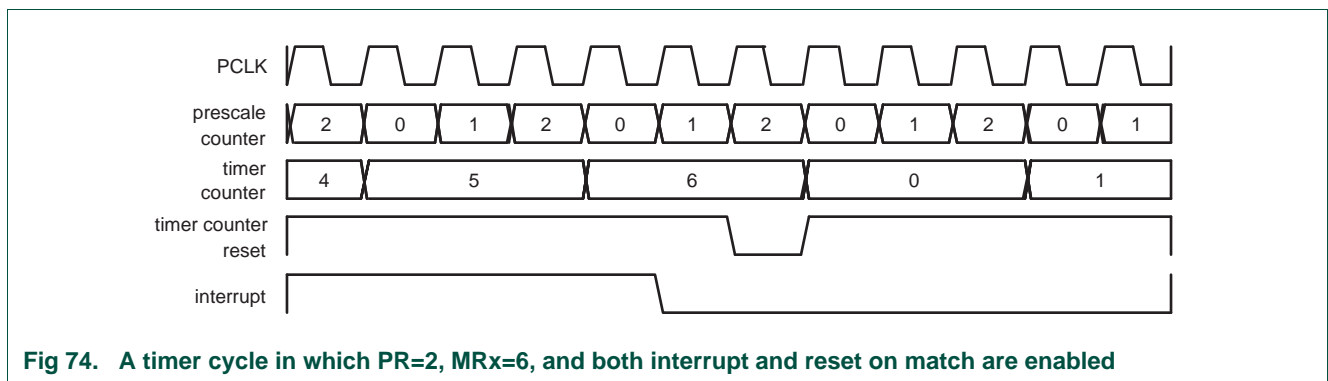 PCLK
prescale
counter
2 0 1 2 0 1 2 0 1 2 0 1
timer
counter
4 5 6 0 1
timer counter
reset
interrupt
Fig 74. A timer cycle in which PR=2, MRx=6, and both interrupt and reset on match are enabled